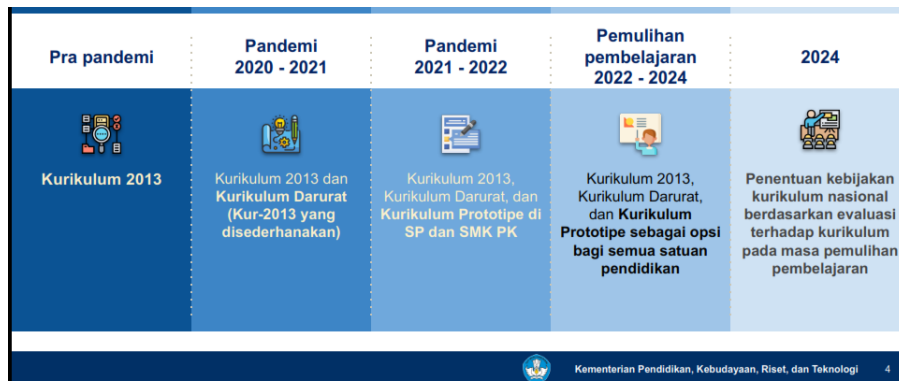 Pra pandemi
Pandemi
2020 - 2021
Pandemi
2021 - 2022
Pemulihan
pembelajaran
2022 - 2024
2024
Kurikulum 2013
Kurikulum 2013 dan
Kurikulum Darurat
(Kur-2013 yang
disederhanakan)
Kurikulum 2013,
Kurikulum Darurat, dan
Kurikulum Prototipe di
SP dan SMK PK
Kurikulum 2013,
Kurikulum Darurat,
dan Kurikulum
Prototipe sebagai opsi
bagi semua satuan
pendidikan
Penentuan kebijakan
kurikulum nasional
berdasarkan evaluasi
terhadap kurikulum
pada masa pemulihan
pembelajaran
Kementerian Pendidikan, Kebudayaan, Riset, dan Teknologi 4